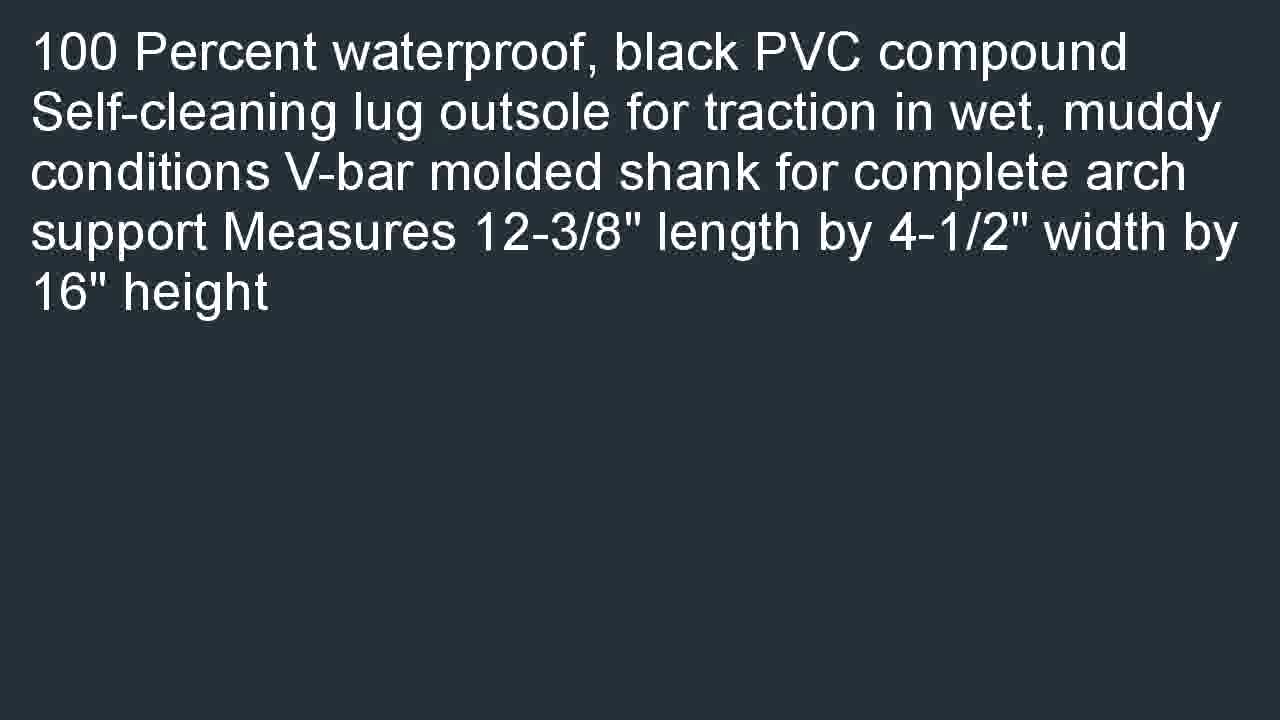 100 Percent waterproof, black PVC compound
Self-cleaning lug outsole for traction in wet, muddy
conditions V-bar molded shank for complete arch
support Measures 12-3/8" length by 4-1/2" width by
16" height